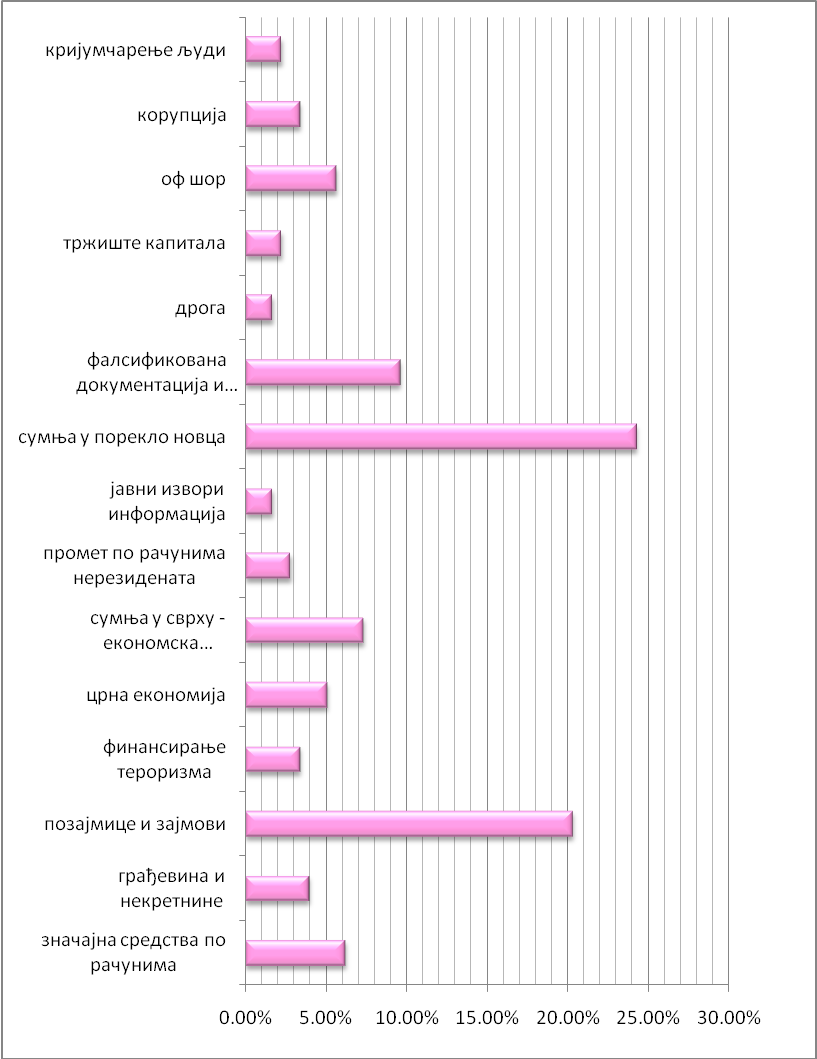 кријумчарење људи
корупција
оф шор
тржиште капитала
дрога
фалсификована
документација и...
сумња у порекло новца
јавни извори
информација
промет по рачунима
нерезидената
сумња у сврху -
економска...
црна економија
финансирање
тероризма
позајмице и зајмови
грађевина и
некретнине
значајна средства по
рачунима
0.00% 5.00% 10.00% 15.00% 20.00% 25.00% 30.00%